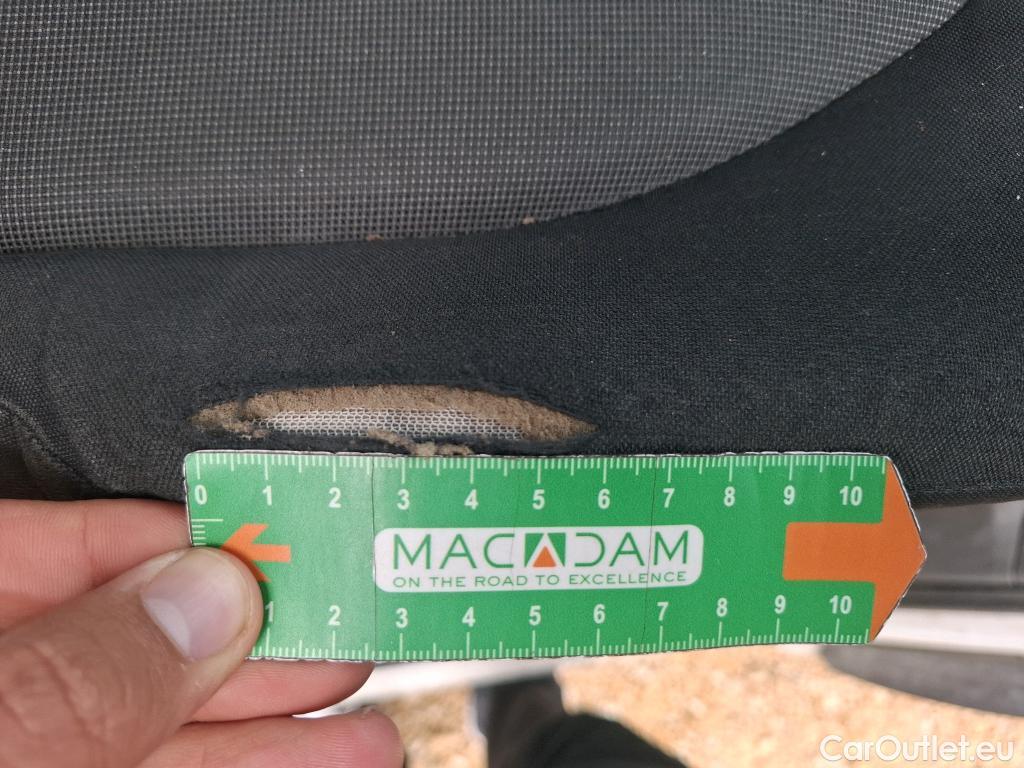 0 1 2 3 4 5 6 7 8 9 10
MACADAM
ON THE ROAD TO EXCELLENCE
1 2 3 4 5 6 7 8 9 10
CarOutlet.eu